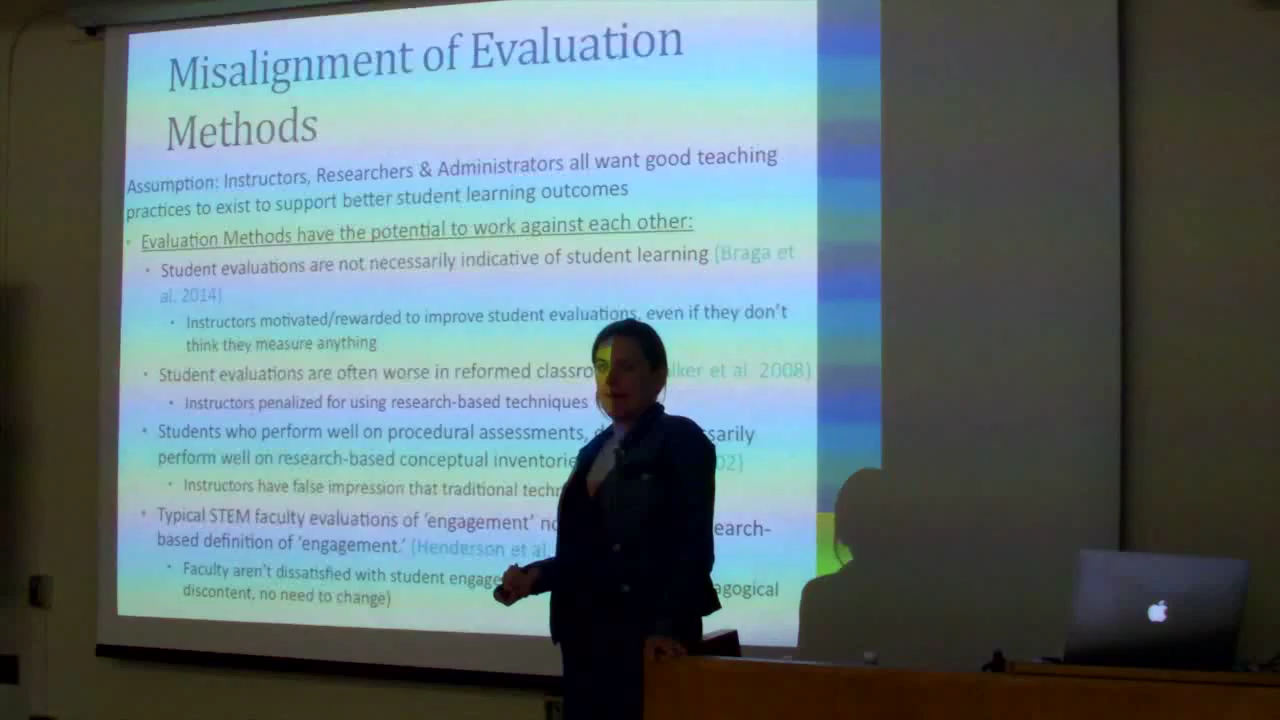 Misalignment of Evaluation
Methods
Assumption: Instructors, Researchers & Administrators all want good teaching
practices to exist to support better student learning outcomes
• Evaluation Methods have the potential to work against each other:
• Student evaluations are not necessarily indicative of student learning (Braga et
al. 2014)
• Instructors motivated/rewarded to improve student evaluations, even if they don't
think they measure anything
• Student evaluations are often worse in reformed classro lker et al. 2008)
• Instructors penalized for using research-based techniques
• Students who perform well on procedural assessments, ssarily
perform well on research-based conceptual inventorie 02)
• Instructors have false impression that traditional tech
• Typical STEM faculty evaluations of 'engagement' no earch-
based definition of 'engagement.' (Henderson et al.
• Faculty aren't dissatisfied with student engage agogical
discontent, no need to change)